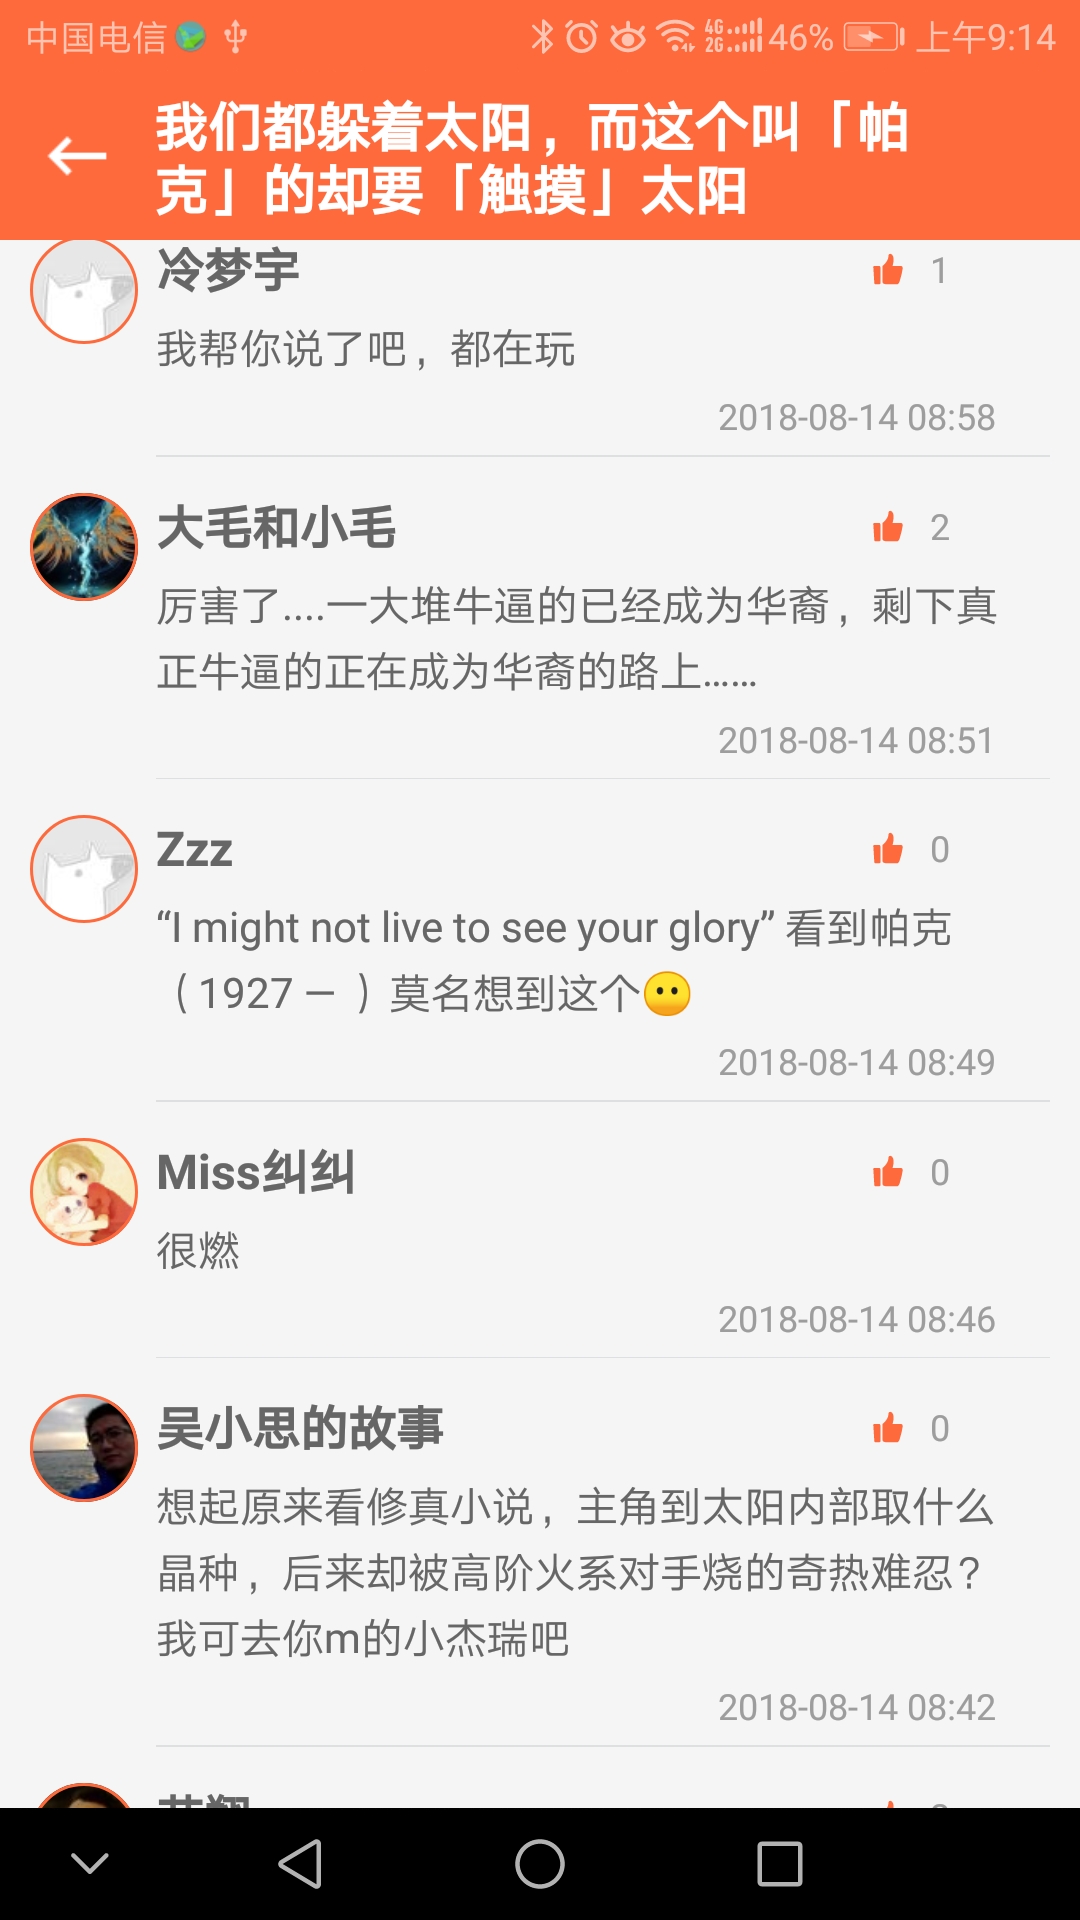 中国电信
4G
2G
46%
上午9:14
我们都躲着太阳，而这个叫「帕
克」的却要「触摸」太阳
冷梦宇
1
我帮你说了吧，都在玩
2018-08-14 08:58
大毛和小毛
2
厉害了....一大堆牛逼的已经成为华裔，剩下真
正牛逼的正在成为华裔的路上……
2018-08-14 08:51
Zzz
0
“I might not live to see your glory” 看到帕克
（1927 — ）莫名想到这个😶
2018-08-14 08:49
Miss纠纠
0
很燃
2018-08-14 08:46
吴小思的故事
0
想起原来看修真小说，主角到太阳内部取什么
晶种，后来却被高阶火系对手烧的奇热难忍？
我可去你m的小杰瑞吧
2018-08-14 08:42